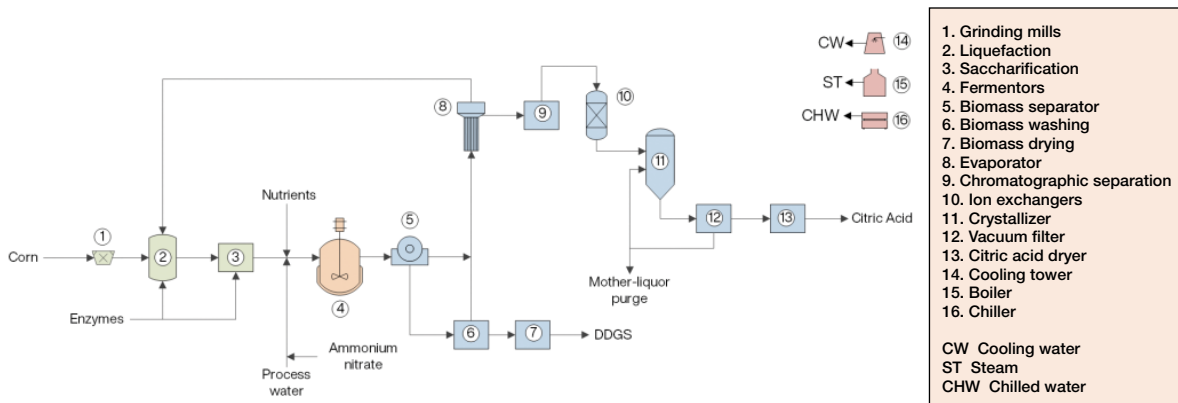 CW
14
ST
15
CHW
16
8
9
10
11
Nutrients
5
12
13
Citric Acid
1
Corn
2
3
4
Mother-liquor
purge
Enzymes
6
7
DDGS
Ammonium
nitrate
Process
water
1. Grinding mills
2. Liquefaction
3. Saccharification
4. Fermentors
5. Biomass separator
6. Biomass washing
7. Biomass drying
8. Evaporator
9. Chromatographic separation
10. Ion exchangers
11. Crystallizer
12. Vacuum filter
13. Citric acid dryer
14. Cooling tower
15. Boiler
16. Chiller
CW Cooling water
ST Steam
CHW Chilled water